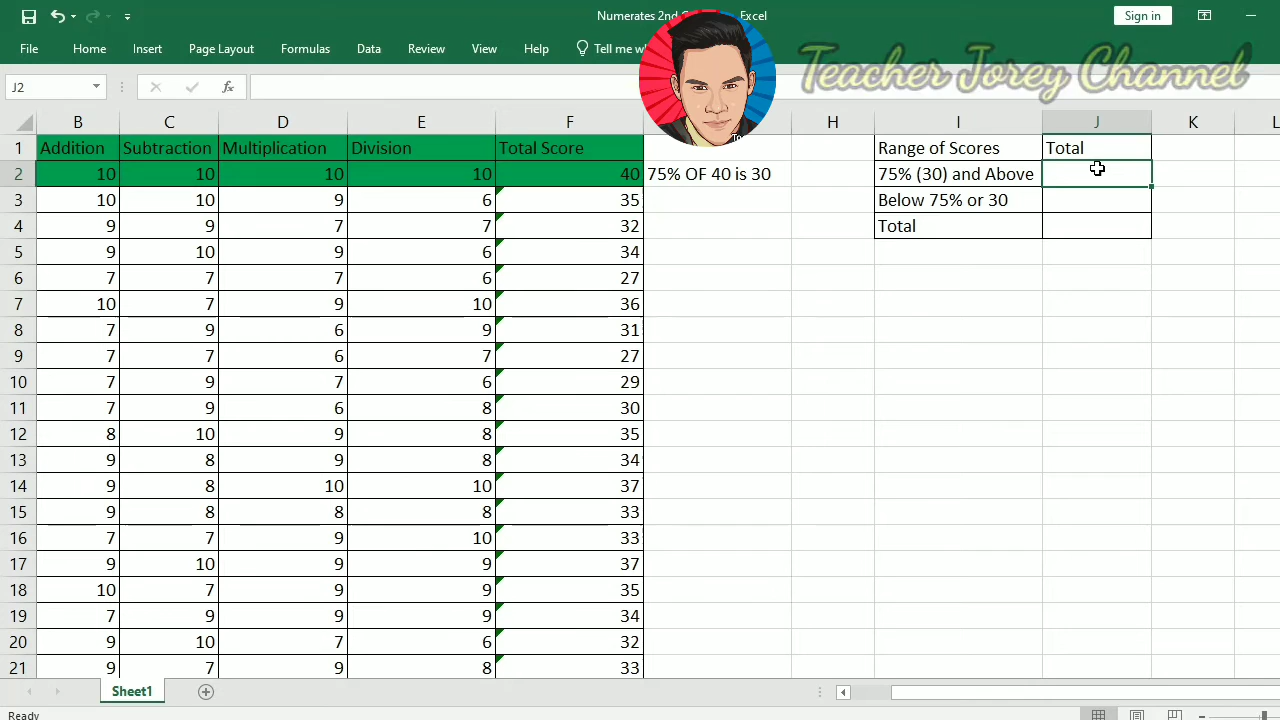 Numerates 2nd Excel
Sign in
File Home Insert Page Layout Formulas Data Review View Help Tell me
Teacher Jorey Channel
J2 fx
B C D E F H I J K L
1 Addition Subtraction Multiplication Division Total Score Range of Scores Total
2 10 10 10 10 40 75% OF 40 is 30 75% (30) and Above
3 10 10 9 6 35 Below 75% or 30
4 9 9 7 7 32 Total
5 9 10 9 6 34
6 7 7 7 6 27
7 10 7 9 10 36
8 7 9 6 9 31
9 7 7 6 7 27
10 7 9 7 6 29
11 7 9 6 8 30
12 8 10 9 8 35
13 9 8 9 8 34
14 9 8 10 10 37
15 9 8 8 8 33
16 7 7 9 10 33
17 9 10 9 9 37
18 10 7 9 9 35
19 7 9 9 9 34
20 9 10 7 6 32
21 9 7 9 8 33
Sheet1
Ready